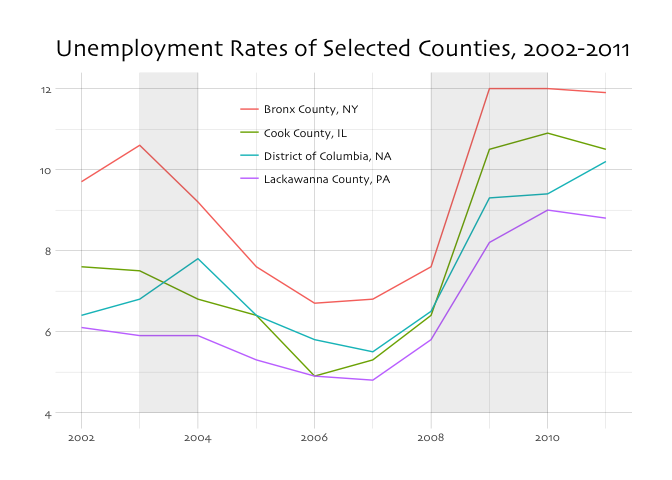 Unemployment Rates of Selected Counties, 2002-2011
12
Bronx County, NY
Cook County, IL
District of Columbia, NA
10
Lackawanna County, PA
8
6
4
2002 2004 2006 2008 2010